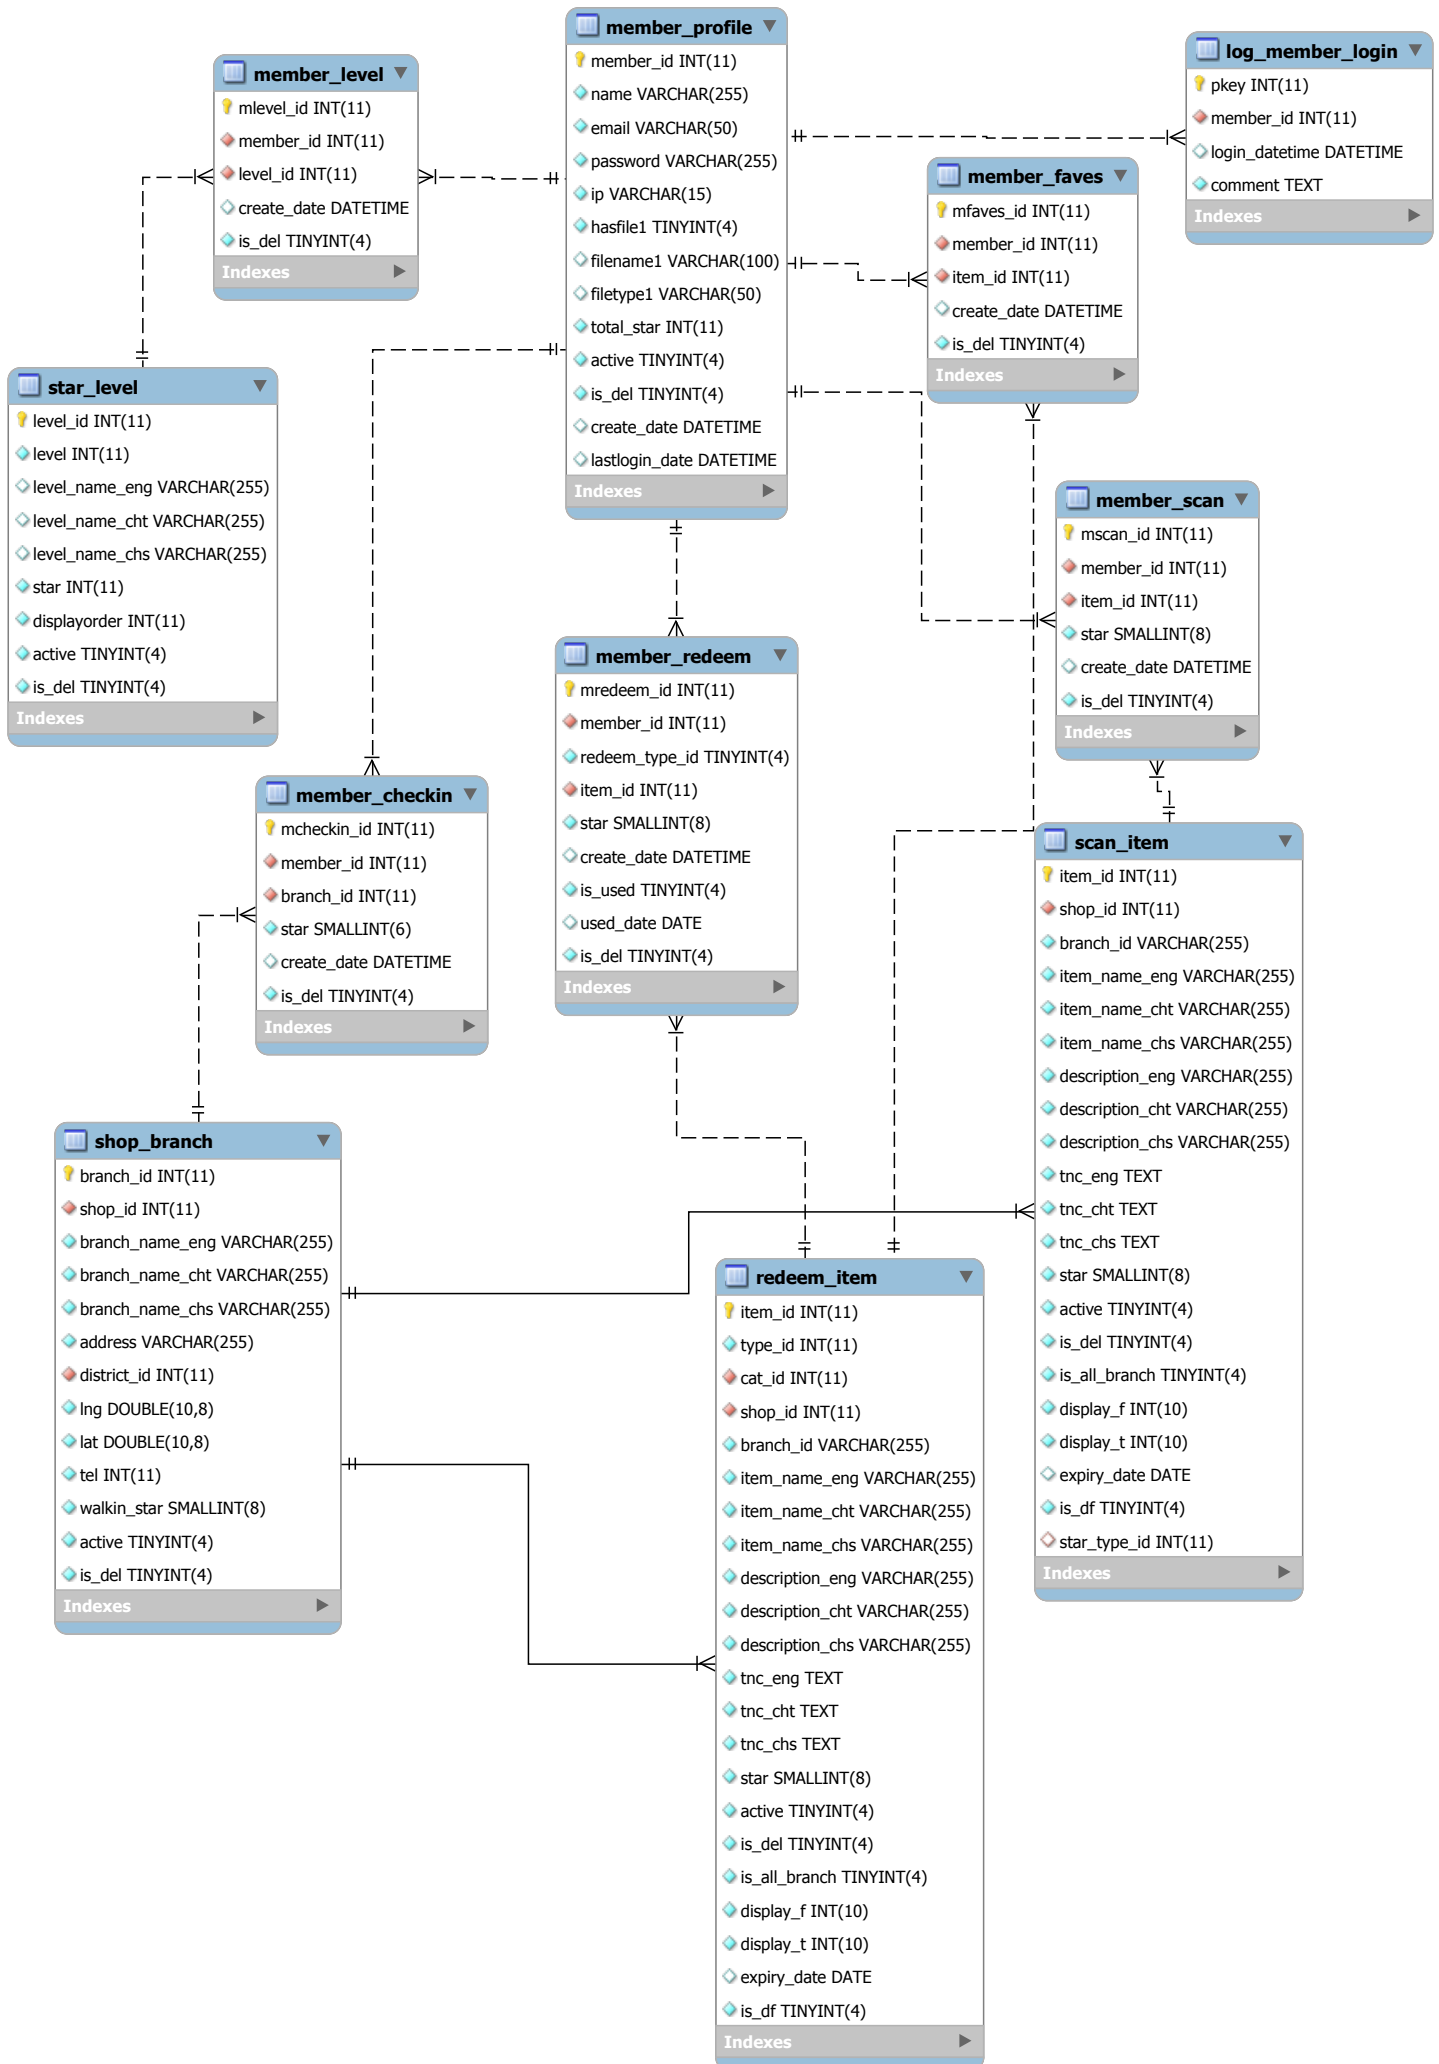 member_profile
member_id INT(11)
name VARCHAR(255)
email VARCHAR(50)
password VARCHAR(255)
ip VARCHAR(15)
hasfile1 TINYINT(4)
filename1 VARCHAR(100)
filetype1 VARCHAR(50)
total_star INT(11)
active TINYINT(4)
is_del TINYINT(4)
create_date DATETIME
lastlogin_date DATETIME
Indexes
log_member_login
pkey INT(11)
member_id INT(11)
login_datetime DATETIME
comment TEXT
Indexes
member_level
mlevel_id INT(11)
member_id INT(11)
level_id INT(11)
create_date DATETIME
is_del TINYINT(4)
Indexes
member_faves
mfaves_id INT(11)
member_id INT(11)
item_id INT(11)
create_date DATETIME
is_del TINYINT(4)
Indexes
star_level
level_id INT(11)
level INT(11)
level_name_eng VARCHAR(255)
level_name_cht VARCHAR(255)
level_name_chs VARCHAR(255)
star INT(11)
displayorder INT(11)
active TINYINT(4)
is_del TINYINT(4)
Indexes
member_scan
mscan_id INT(11)
member_id INT(11)
item_id INT(11)
star SMALLINT(8)
create_date DATETIME
is_del TINYINT(4)
Indexes
member_redeem
mredeem_id INT(11)
member_id INT(11)
redeem_type_id TINYINT(4)
item_id INT(11)
star SMALLINT(8)
create_date DATETIME
is_used TINYINT(4)
used_date DATE
is_del TINYINT(4)
Indexes
member_checkin
mcheckin_id INT(11)
member_id INT(11)
branch_id INT(11)
star SMALLINT(6)
create_date DATETIME
is_del TINYINT(4)
Indexes
scan_item
item_id INT(11)
shop_id INT(11)
branch_id VARCHAR(255)
item_name_eng VARCHAR(255)
item_name_cht VARCHAR(255)
item_name_chs VARCHAR(255)
description_eng VARCHAR(255)
description_cht VARCHAR(255)
description_chs VARCHAR(255)
tnc_eng TEXT
tnc_cht TEXT
tnc_chs TEXT
star SMALLINT(8)
active TINYINT(4)
is_del TINYINT(4)
is_all_branch TINYINT(4)
display_f INT(10)
display_t INT(10)
expiry_date DATE
is_df TINYINT(4)
star_type_id INT(11)
Indexes
shop_branch
branch_id INT(11)
shop_id INT(11)
branch_name_eng VARCHAR(255)
branch_name_cht VARCHAR(255)
branch_name_chs VARCHAR(255)
address VARCHAR(255)
district_id INT(11)
lng DOUBLE(10,8)
lat DOUBLE(10,8)
tel INT(11)
walkin_star SMALLINT(8)
active TINYINT(4)
is_del TINYINT(4)
Indexes
redeem_item
item_id INT(11)
type_id INT(11)
cat_id INT(11)
shop_id INT(11)
branch_id VARCHAR(255)
item_name_eng VARCHAR(255)
item_name_cht VARCHAR(255)
item_name_chs VARCHAR(255)
description_eng VARCHAR(255)
description_cht VARCHAR(255)
description_chs VARCHAR(255)
tnc_eng TEXT
tnc_cht TEXT
tnc_chs TEXT
star SMALLINT(8)
active TINYINT(4)
is_del TINYINT(4)
is_all_branch TINYINT(4)
display_f INT(10)
display_t INT(10)
expiry_date DATE
is_df TINYINT(4)
Indexes